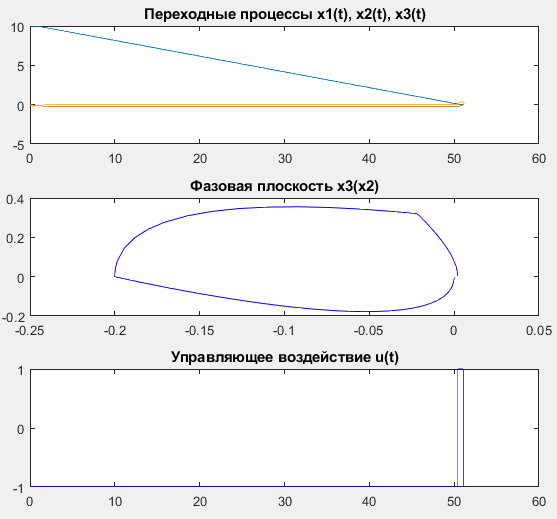 Переходные процессы x1(t), x2(t), x3(t)
10
5
0
-5
0 10 20 30 40 50 60
Фазовая плоскость x3(x2)
0.4
0.2
0
-0.2
-0.25 -0.2 -0.15 -0.1 -0.05 0 0.05
Управляющее воздействие u(t)
1
0
-1
0 10 20 30 40 50 60